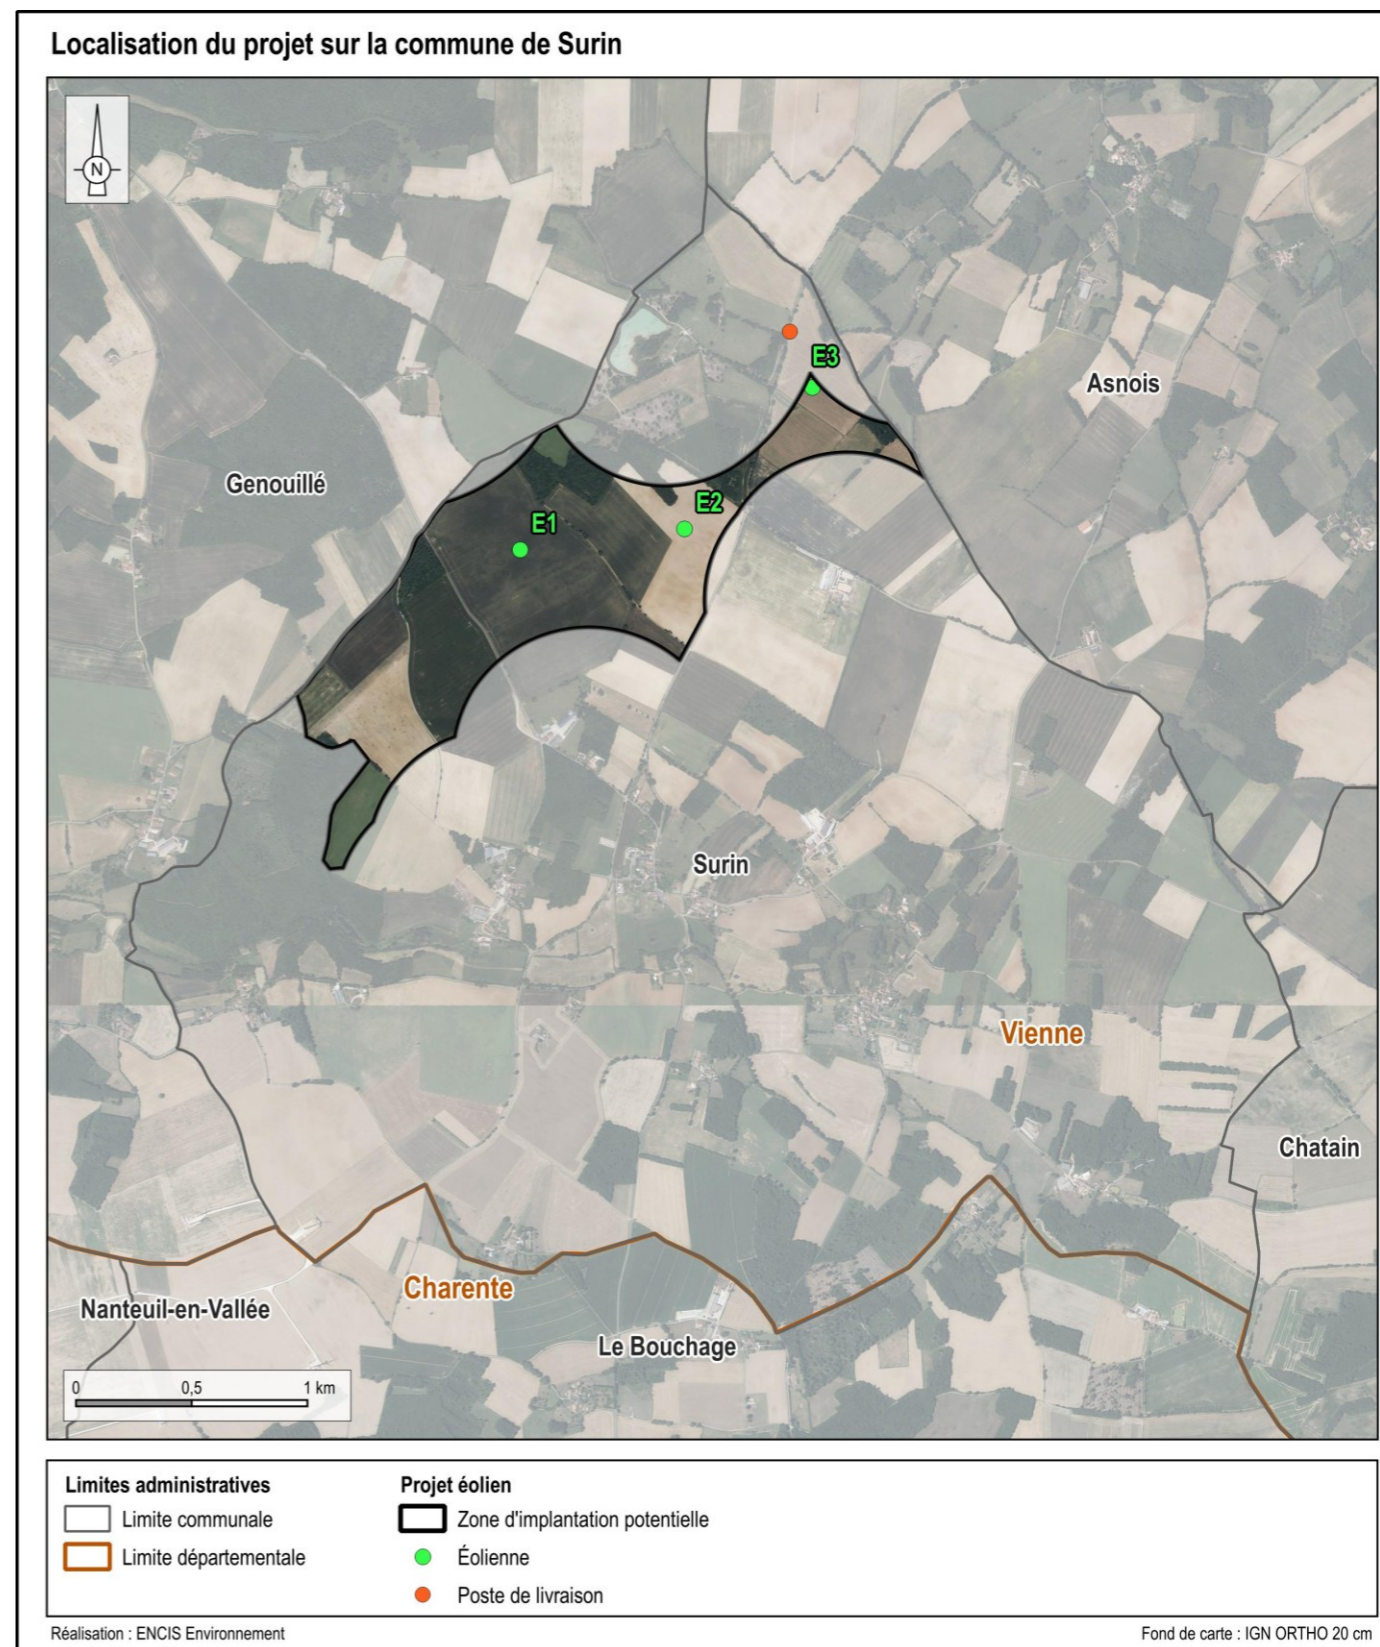 Localisation du projet sur la commune de Surin
N
E3
Asnois
Genouillé
E2
E1
Surin
Vienne
Chatain
Charente
Nanteuil-en-Vallée
Le Bouchage
0 0,5 1 km
Limites administratives
Limite communale
Limite départementale
Projet éolien
Zone d'implantation potentielle
Éolienne
Poste de livraison
Réalisation : ENCIS Environnement
Fond de carte : IGN ORTHO 20 cm